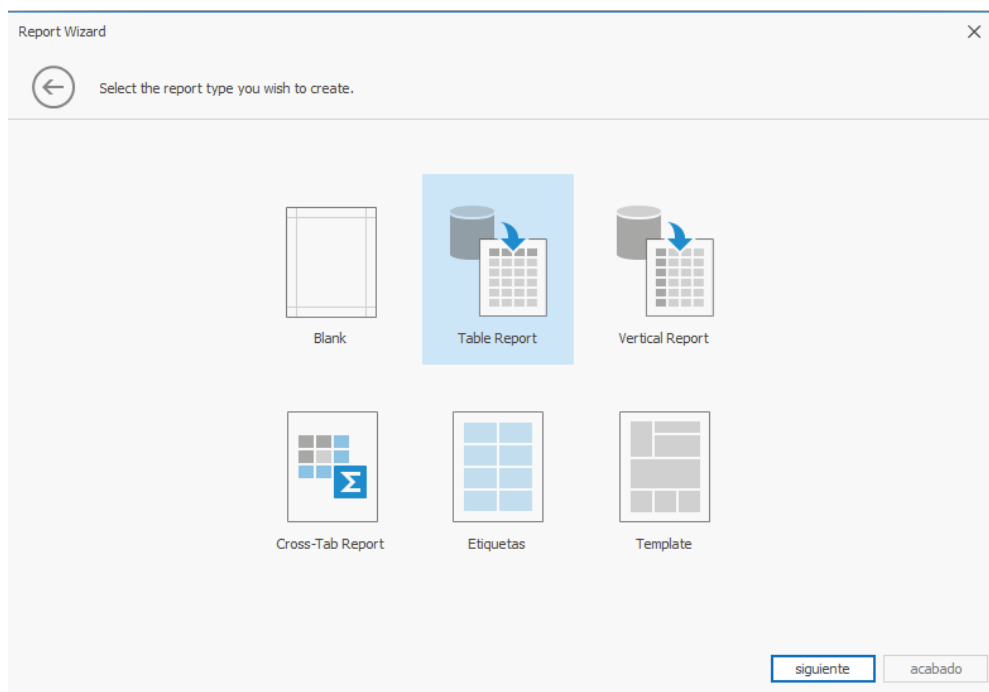 Report Wizard
Select the report type you wish to create.
Blank
Table Report
Vertical Report
Cross-Tab Report
Etiquetas
Template
siguiente
acabado